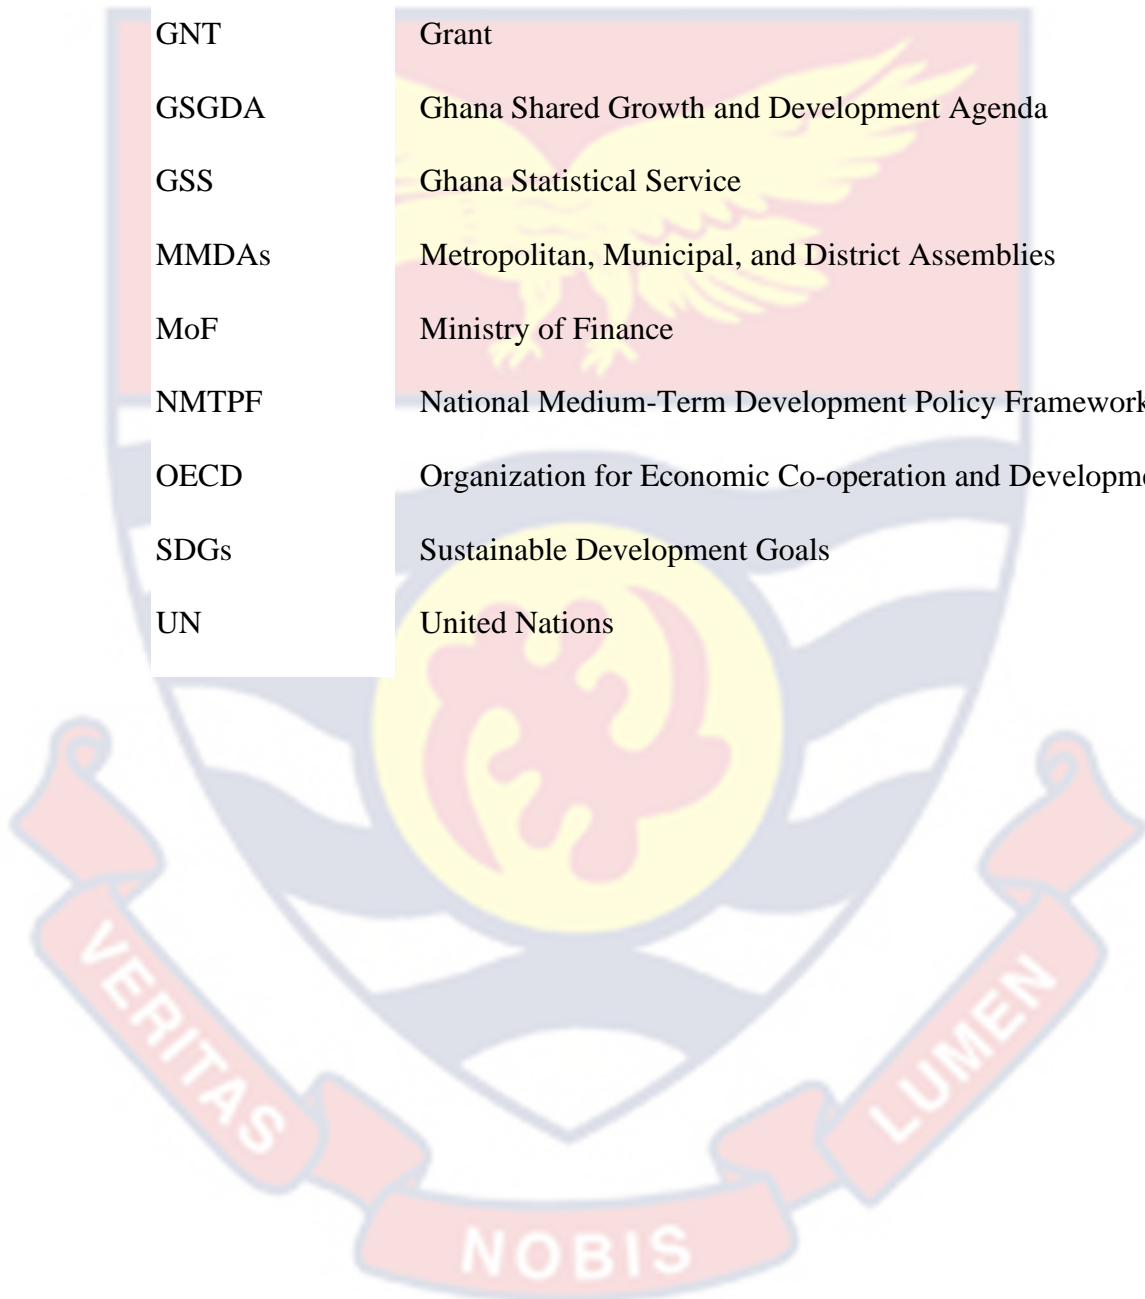 GNT Grant
GSGDA Ghana Shared Growth and Development Agenda
GSS Ghana Statistical Service
MMDAs Metropolitan, Municipal, and District Assemblies
MoF Ministry of Finance
NMTPF National Medium-Term Development Policy Framework
OECD Organization for Economic Co-operation and Developme
SDGs Sustainable Development Goals
UN United Nations
VERITAS NOBIS LUMEN